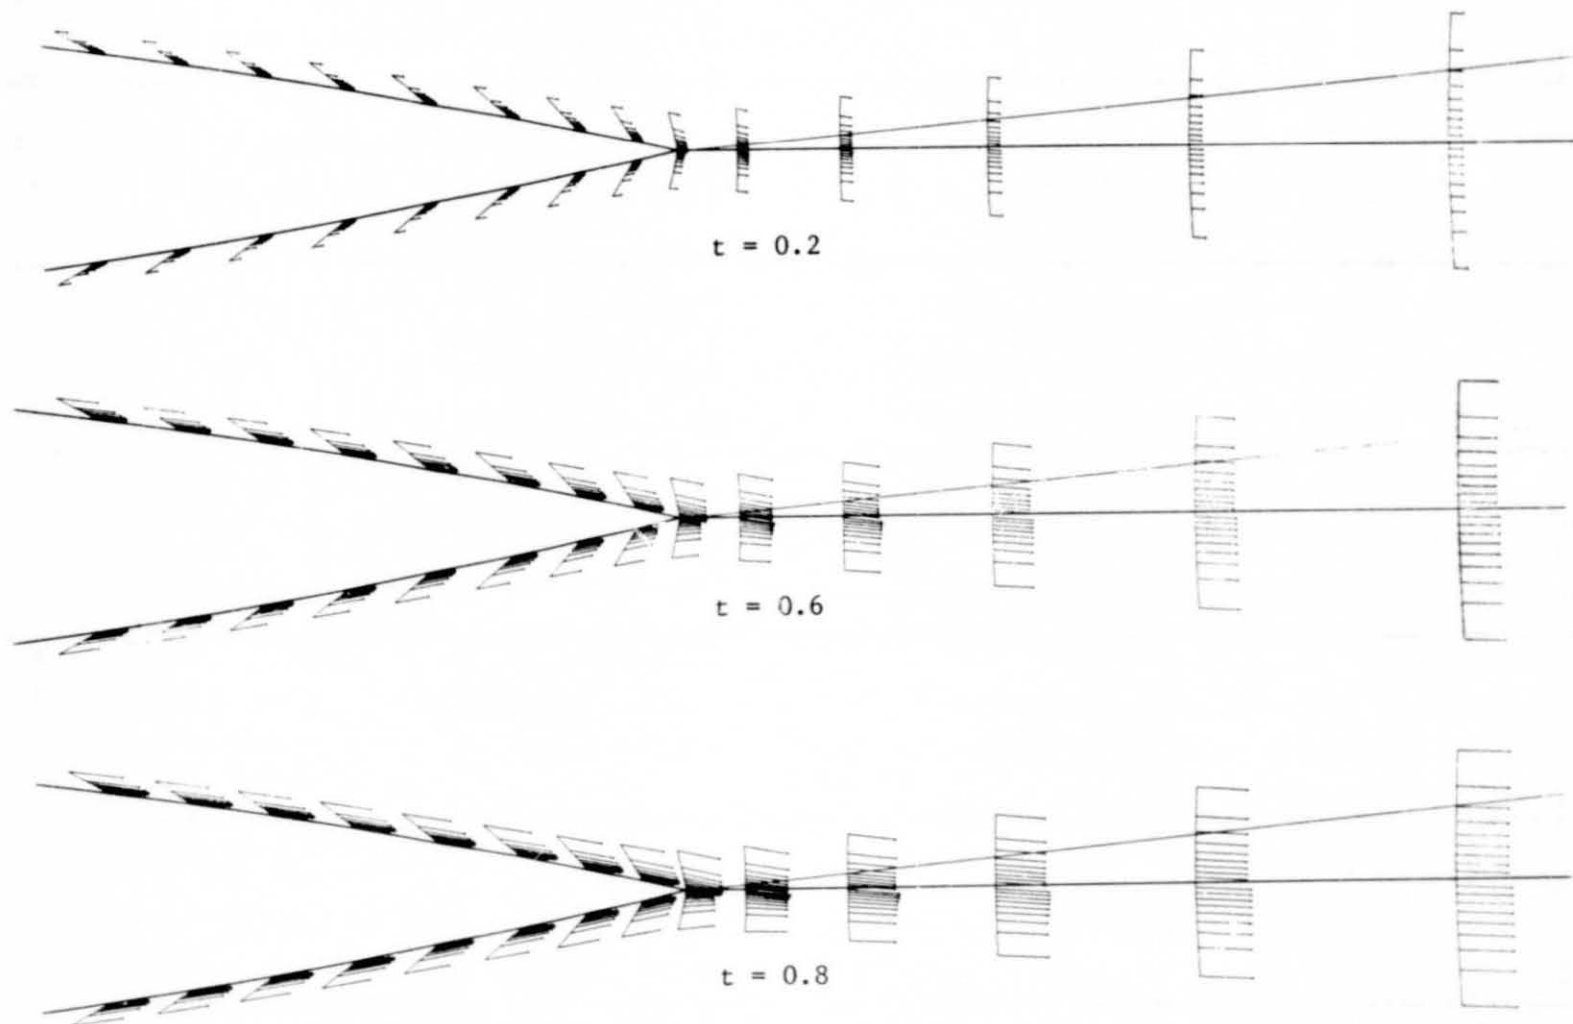 t = 0.2
t = 0.6
t = 0.8